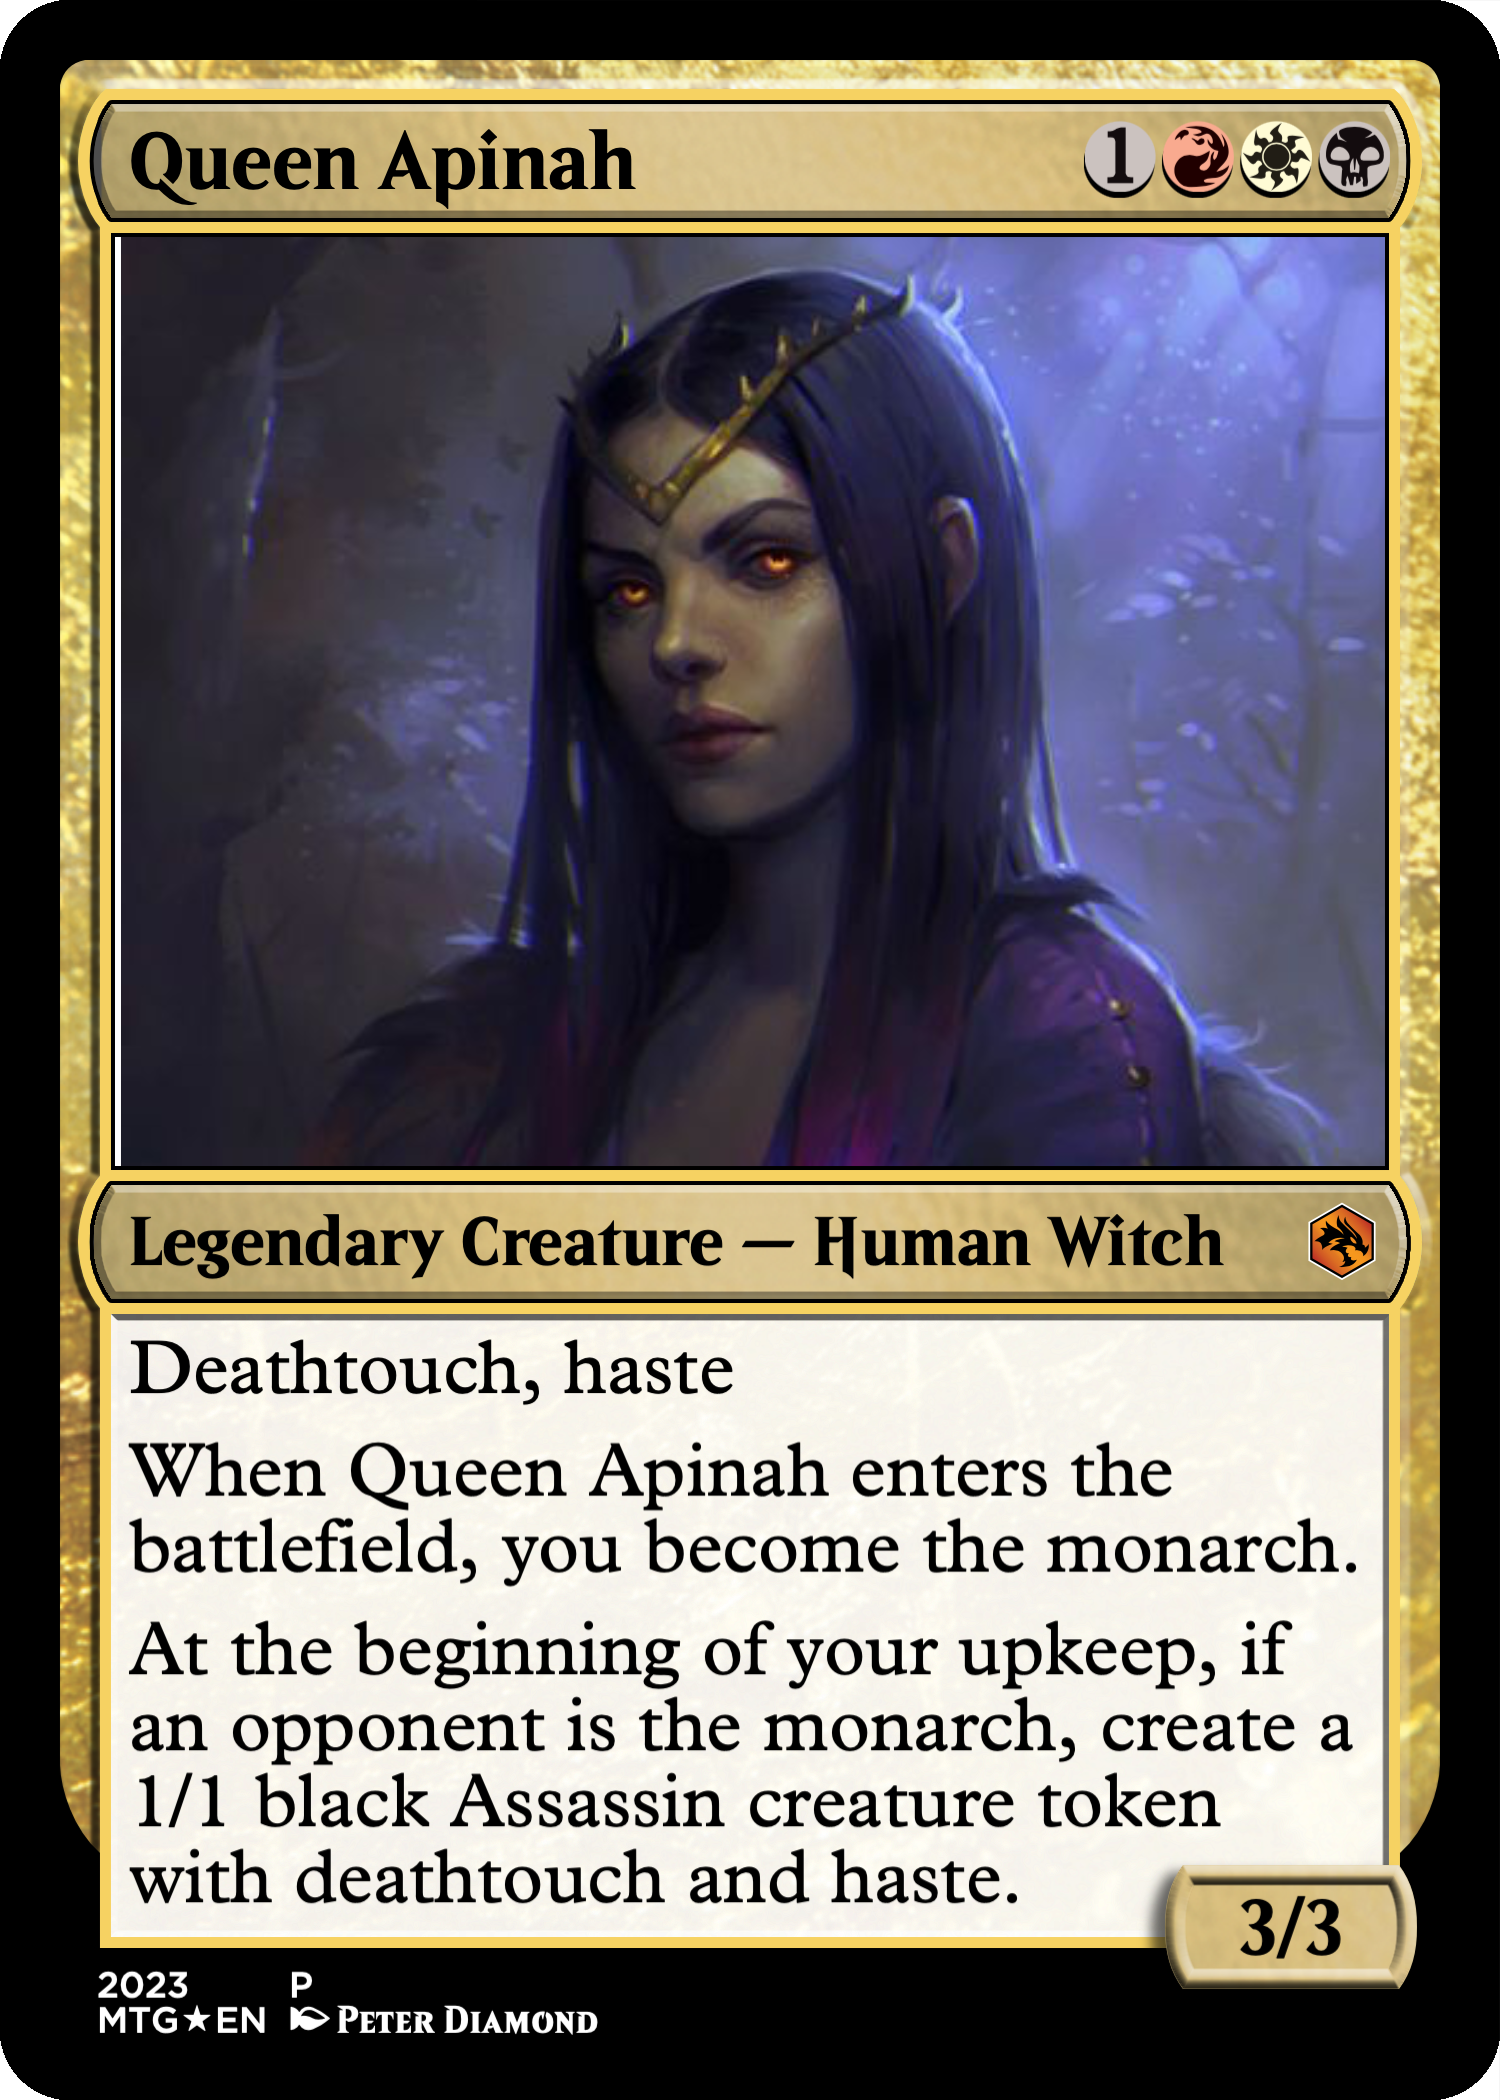 Queen Apinah 1
Legendary Creature — Human Witch
Deathtouch, haste
When Queen Apinah enters the
battlefield, you become the monarch.
At the beginning of your upkeep, if
an opponent is the monarch, create a
1/1 black Assassin creature token
with deathtouch and haste.
3/3
2023 P
MTG★EN Peter Diamond